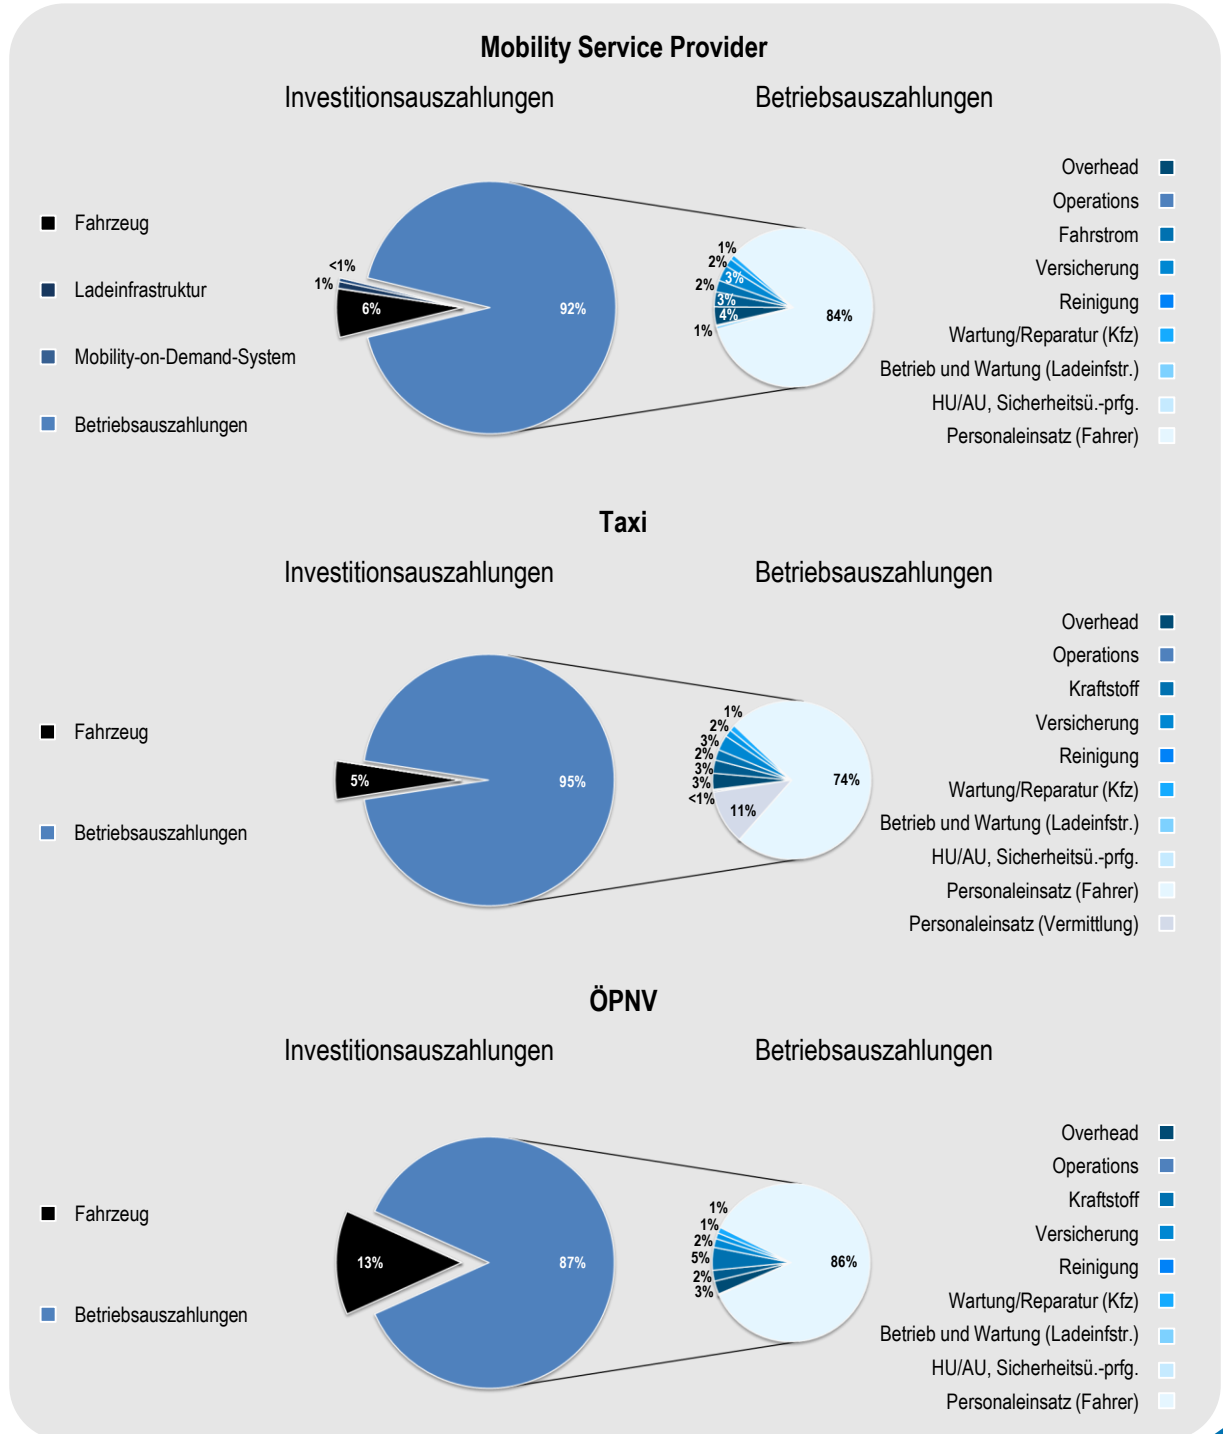 Mobility Service Provider
Investitionsauszahlungen
Betriebsauszahlungen
Fahrzeug
Ladeinfrastruktur
Mobility-on-Demand-System
Betriebsauszahlungen
<1%
1%
6%
92%
1%
2%
3%
2%
3%
4%
1%
84%
Overhead
Operations
Fahrstrom
Versicherung
Reinigung
Wartung/Reparatur (Kfz)
Betrieb und Wartung (Ladeinfstr.)
HU/AU, Sicherheitsü.-prfg.
Personaleinsatz (Fahrer)
Taxi
Investitionsauszahlungen
Betriebsauszahlungen
Fahrzeug
Betriebsauszahlungen
5%
95%
1%
2%
3%
2%
3%
3%
<1%
11%
74%
Overhead
Operations
Kraftstoff
Versicherung
Reinigung
Wartung/Reparatur (Kfz)
Betrieb und Wartung (Ladeinfstr.)
HU/AU, Sicherheitsü.-prfg.
Personaleinsatz (Fahrer)
Personaleinsatz (Vermittlung)
ÖPNV
Investitionsauszahlungen
Betriebsauszahlungen
Fahrzeug
Betriebsauszahlungen
13%
87%
1%
1%
2%
5%
2%
3%
86%
Overhead
Operations
Kraftstoff
Versicherung
Reinigung
Wartung/Reparatur (Kfz)
Betrieb und Wartung (Ladeinfstr.)
HU/AU, Sicherheitsü.-prfg.
Personaleinsatz (Fahrer)